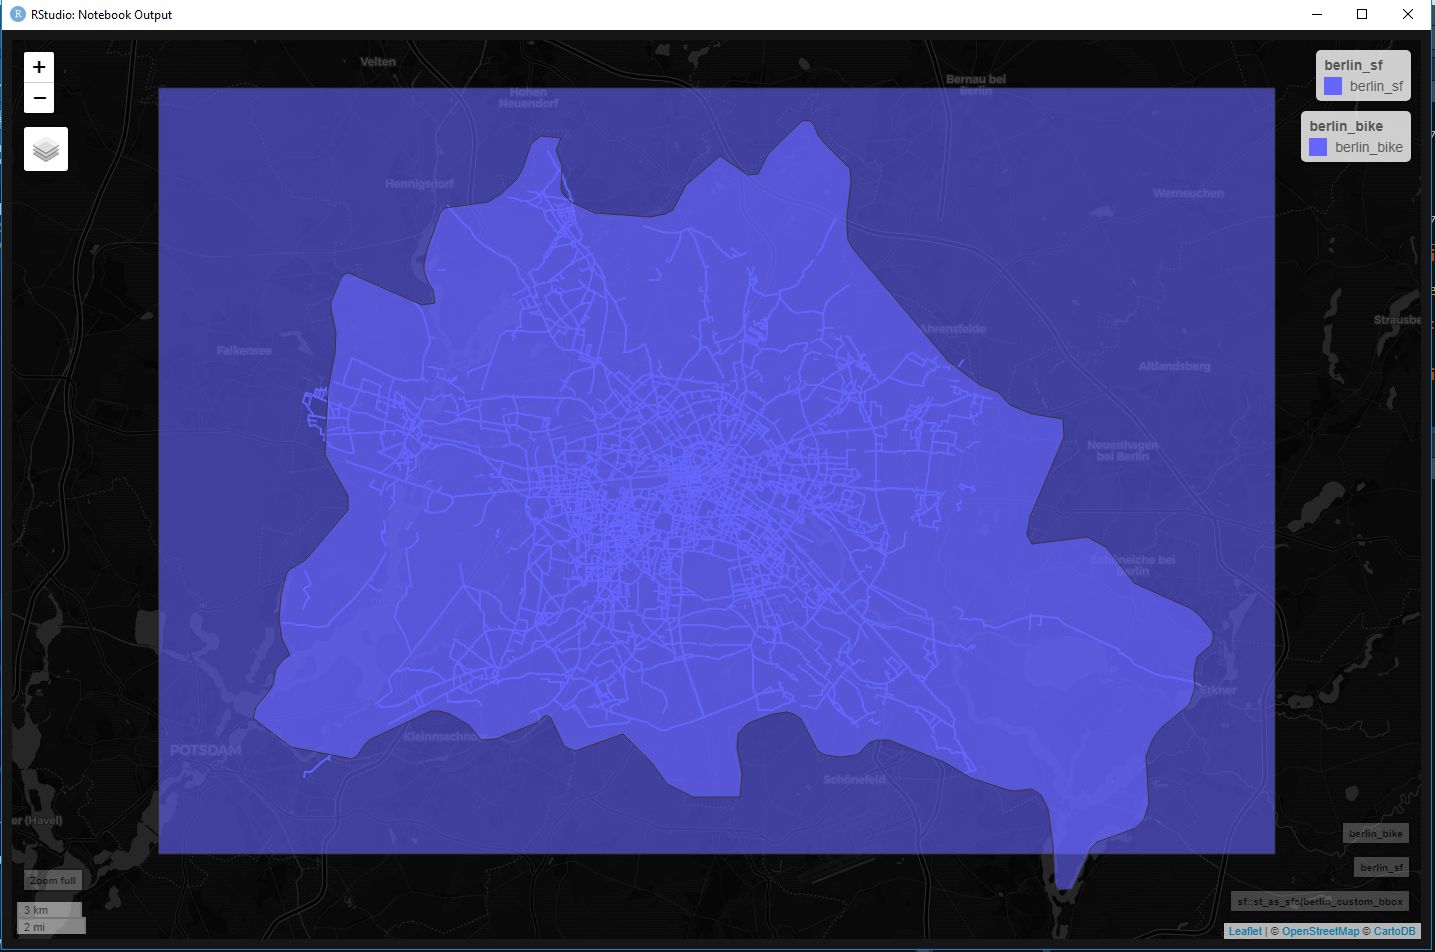 RStudio: Notebook Output
+
−
berlin_sf
berlin_sf
berlin_bike
berlin_bike
Velten
Hohen
Neuendorf
Bernau bei
Berlin
Hennigsdorf
Werneuchen
Strausbe
Ahrensfelde
Falkensee
Altlandsberg
Neuenhagen
bei Berlin
Schöneiche bei
Berlin
Erkner
POTSDAM
Kleinmachno
Schönefeld
er (Havel)
berlin_bike
berlin_sf
Zoom full
sf::st_as_sfc(berlin_custom_bbox
3 km
2 mi
Leaflet | © OpenStreetMap © CartoDB